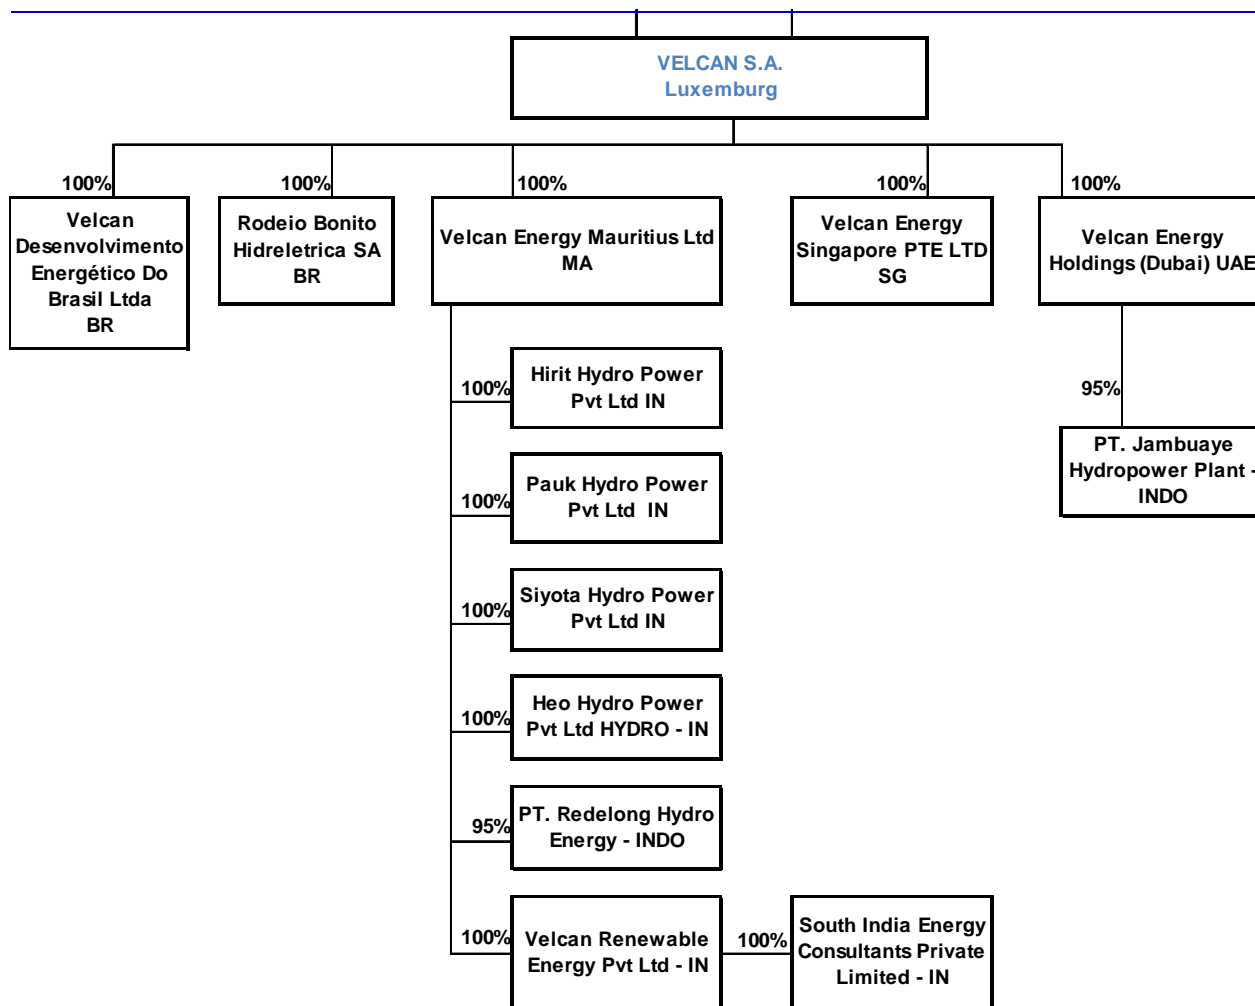 VELCAN S.A.
Luxemburg
100%
100%
100%
100%
100%
Velcan
Desenvolvimento
Energético Do
Brasil Ltda
BR
Rodeio Bonito
Hidreletrica SA
BR
Velcan Energy Mauritius Ltd
MA
Velcan Energy
Singapore PTE LTD
SG
Velcan Energy
Holdings (Dubai) UAE
100%
Hirit Hydro Power
Pvt Ltd IN
95%
PT. Jambuaye
Hydropower Plant -
INDO
100%
Pauk Hydro Power
Pvt Ltd IN
100%
Siyota Hydro Power
Pvt Ltd IN
100%
Heo Hydro Power
Pvt Ltd HYDRO - IN
95%
PT. Redelong Hydro
Energy - INDO
100%
Velcan Renewable
Energy Pvt Ltd - IN
100%
South India Energy
Consultants Private
Limited - IN